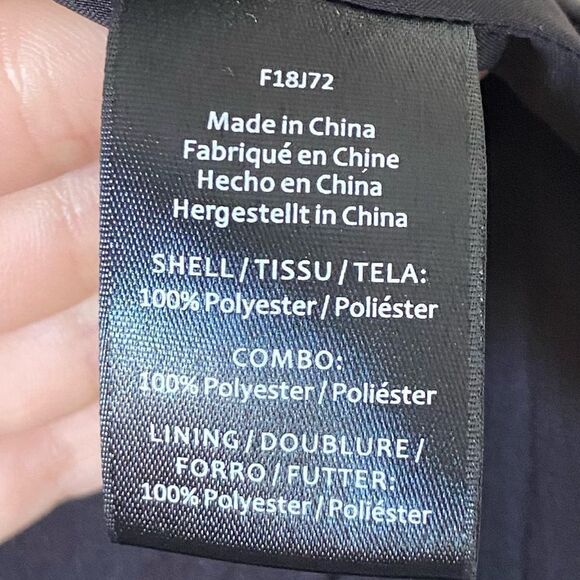 F18J72
Made in China
Fabriqué en Chine
Hecho en China
Hergestellt in China
SHELL / TISSU / TELA:
100% Polyester / Poliéster
COMBO:
100% Polyester / Poliéster
LINING / DOUBLURE /
FORRO / FUTTER:
100% Polyester / Poliéster